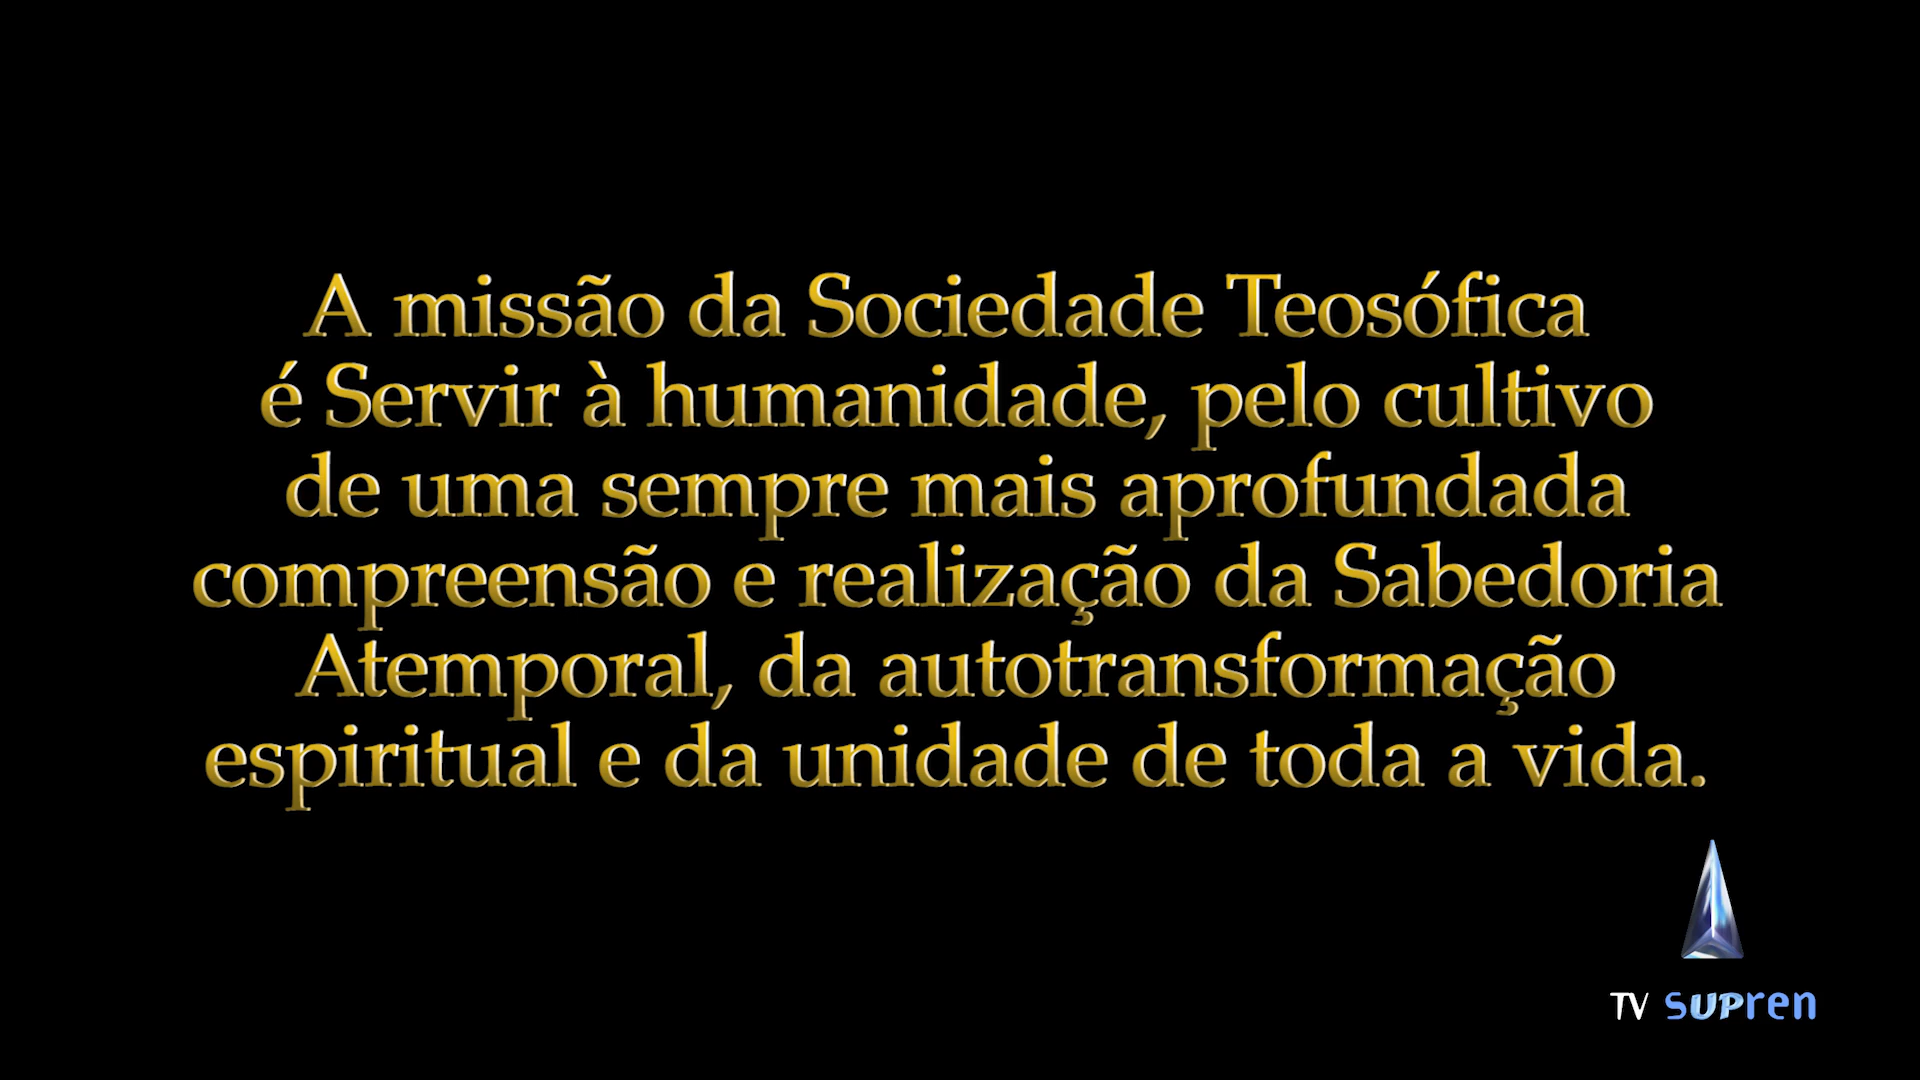 A missão da Sociedade Teosófica
é Servir à humanidade, pelo cultivo
de uma sempre mais aprofundada
compreensão e realização da Sabedoria
Atemporal, da autotransformação
espiritual e da unidade de toda a vida.
TV SUPren